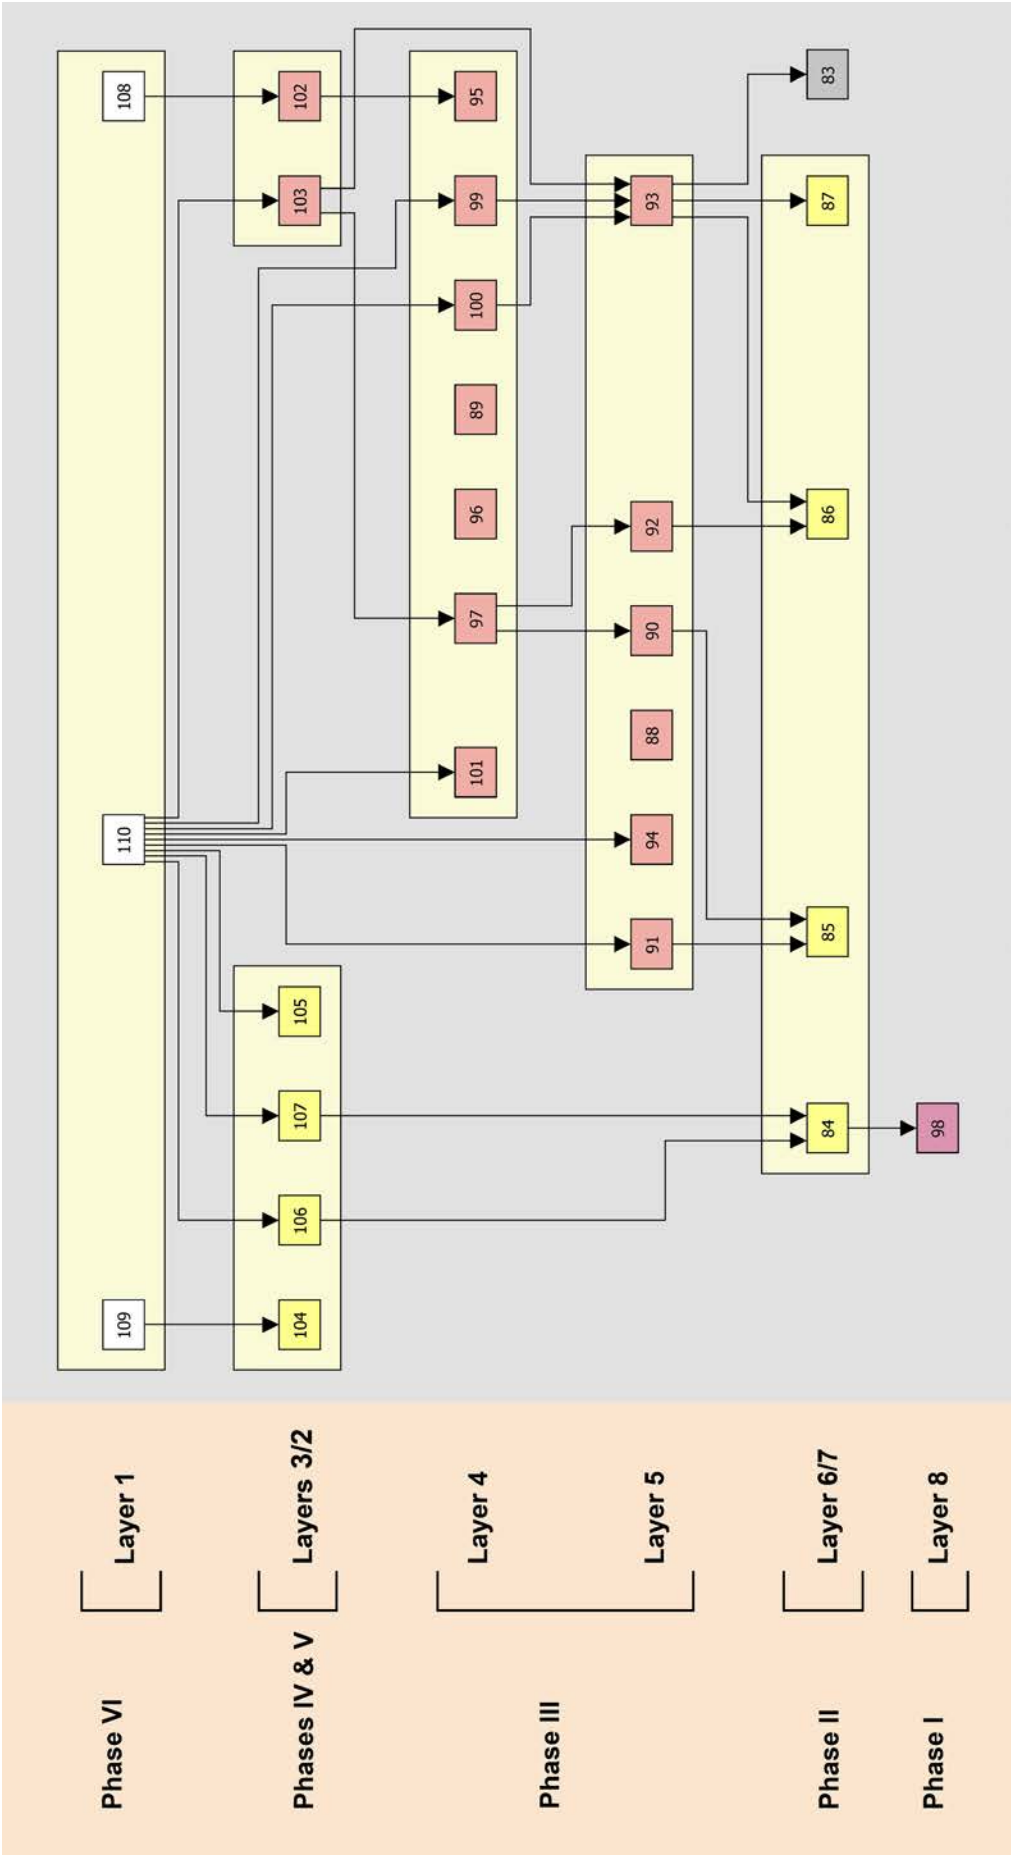 Phase VI Layer 1 109 110 108
Phases IV & V Layers 3/2 104 106 107 105 103 102
Layer 4 101 97 96 89 100 99 95
Phase III
Layer 5 91 94 88 90 92 93
Phase II Layer 6/7 84 85 86 87 83
Phase I Layer 8 98